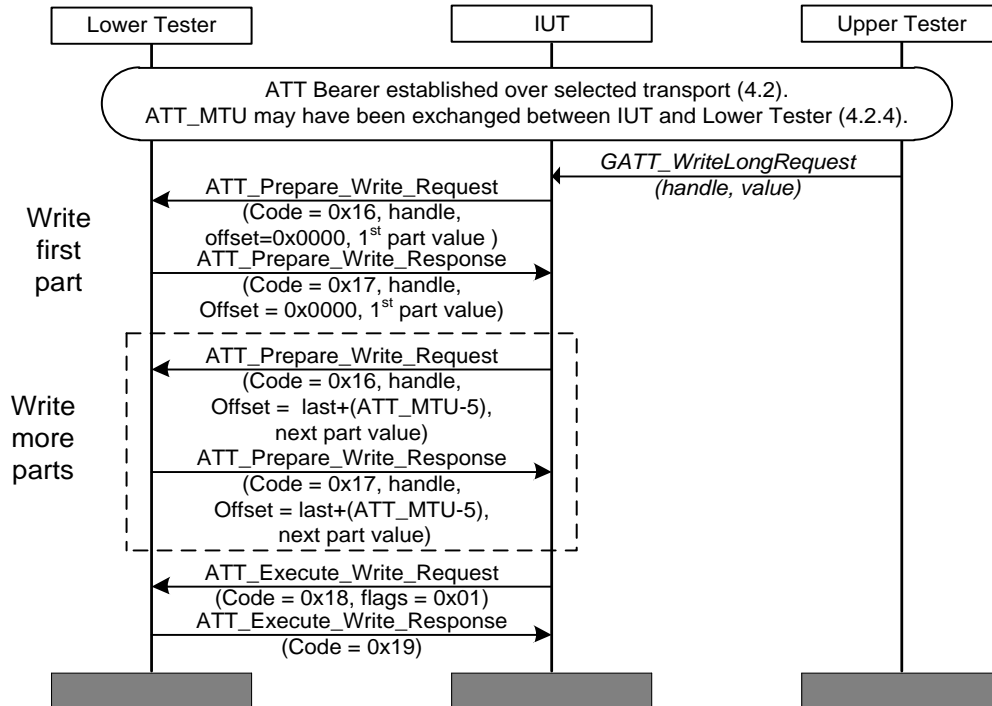 Lower Tester
IUT
Upper Tester
ATT Bearer established over selected transport (4.2).
ATT_MTU may have been exchanged between IUT and Lower Tester (4.2.4).
GATT_WriteLongRequest
(handle, value)
Write
first
part
ATT_Prepare_Write_Request
(Code = 0x16, handle,
offset=0x0000, 1st part value )
ATT_Prepare_Write_Response
(Code = 0x17, handle,
Offset = 0x0000, 1st part value)
Write
more
parts
ATT_Prepare_Write_Request
(Code = 0x16, handle,
Offset =  last+(ATT_MTU-5),
next part value)
ATT_Prepare_Write_Response
(Code = 0x17, handle,
Offset = last+(ATT_MTU-5),
next part value)
ATT_Execute_Write_Request
(Code = 0x18, flags = 0x01)
ATT_Execute_Write_Response
(Code = 0x19)